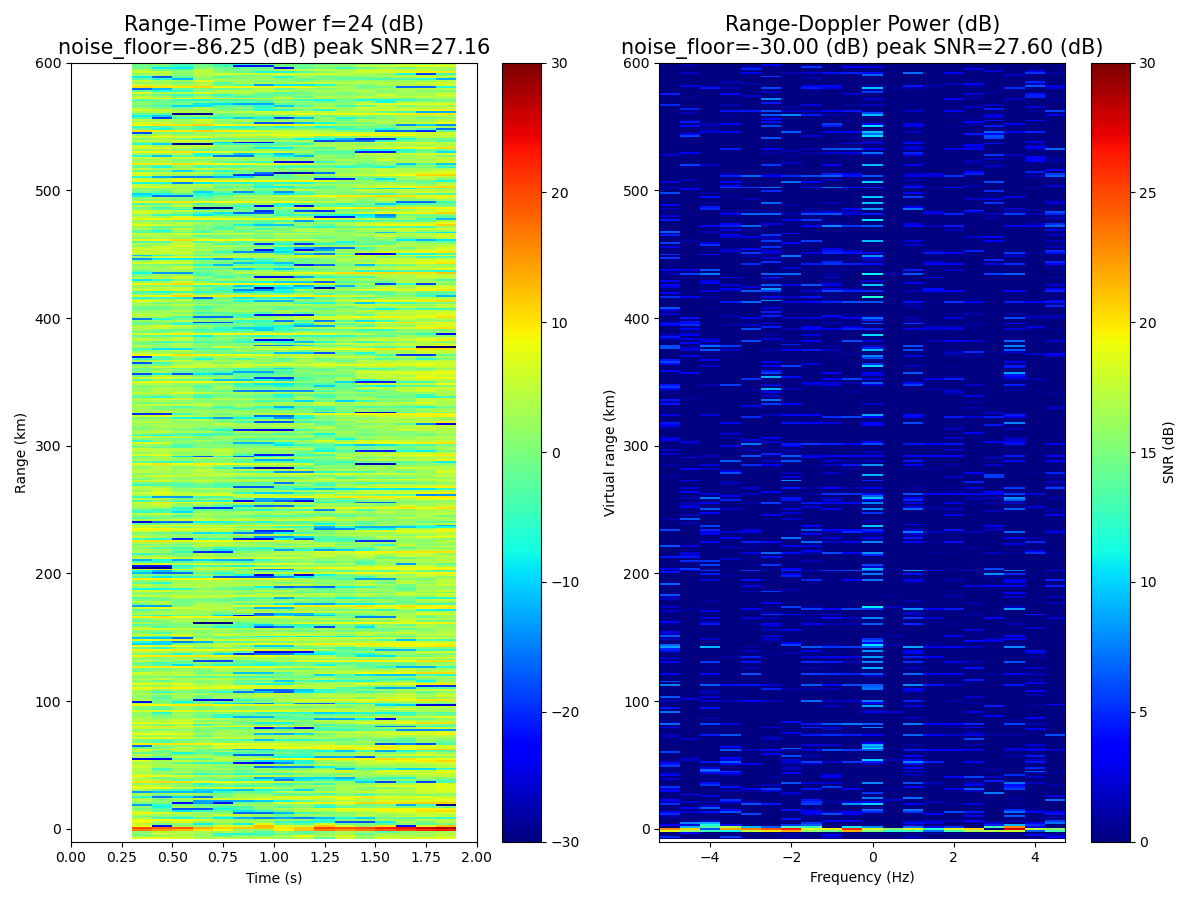 Range-Time Power f=24 (dB)
noise_floor=-86.25 (dB) peak SNR=27.16
Range-Doppler Power (dB)
noise_floor=-30.00 (dB) peak SNR=27.60 (dB)
600
500
400
300
200
100
0
Range (km)
0.00 0.25 0.50 0.75 1.00 1.25 1.50 1.75 2.00
Time (s)
30
20
10
0
−10
−20
−30
600
500
400
300
200
100
0
Virtual range (km)
−4 −2 0 2 4
Frequency (Hz)
30
25
20
15
10
5
0
SNR (dB)